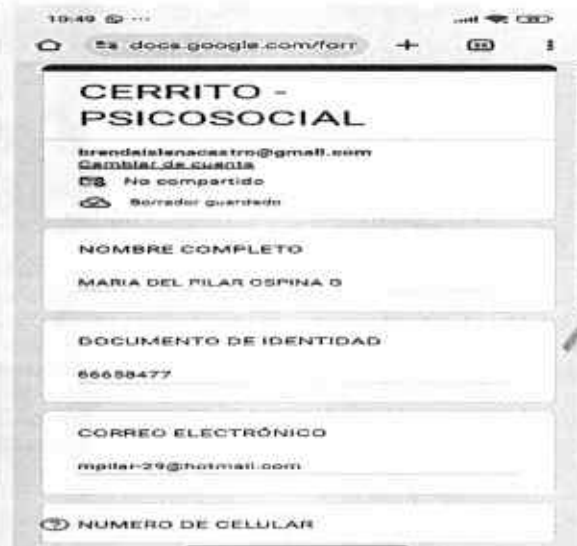 10:49
docs.google.com/forr
CERRITO -
PSICOSOCIAL
brendaislenacastro@gmail.com
Cambiar de cuenta
No compartido
Borrador guardado
NOMBRE COMPLETO
MARIA DEL PILAR OSPINA G
DOCUMENTO DE IDENTIDAD
66658477
CORREO ELECTRÓNICO
mpilar-29@hotmail.com
NUMERO DE CELULAR